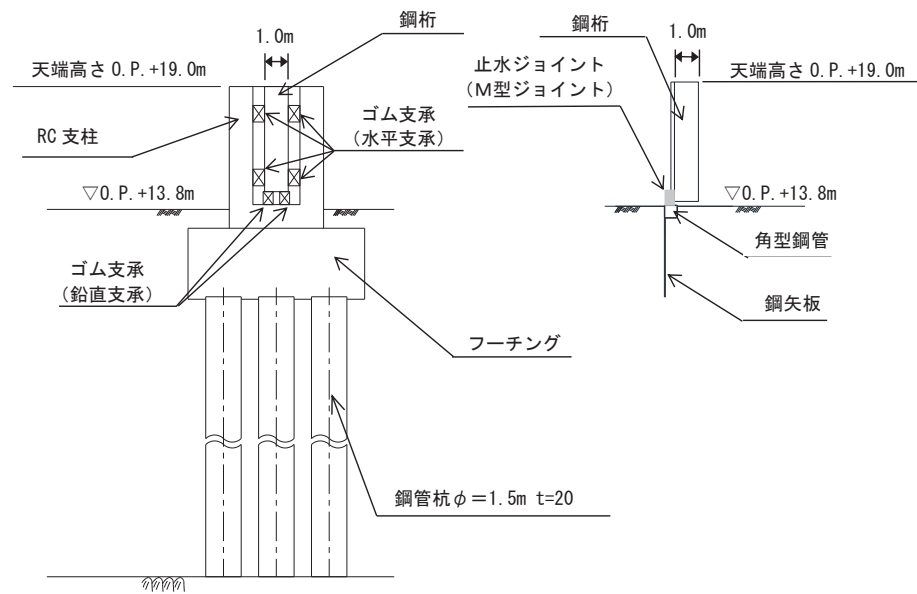 鋼桁
1.0m
天端高さ O.P.+19.0m
RC 支柱
ゴム支承
(水平支承)
▽O.P.+13.8m
ゴム支承
(鉛直支承)
フーチング
鋼管杭φ＝1.5m t=20
鋼桁
1.0m
止水ジョイント
(M型ジョイント)
天端高さ O.P.+19.0m
▽O.P.+13.8m
角型鋼管
鋼矢板